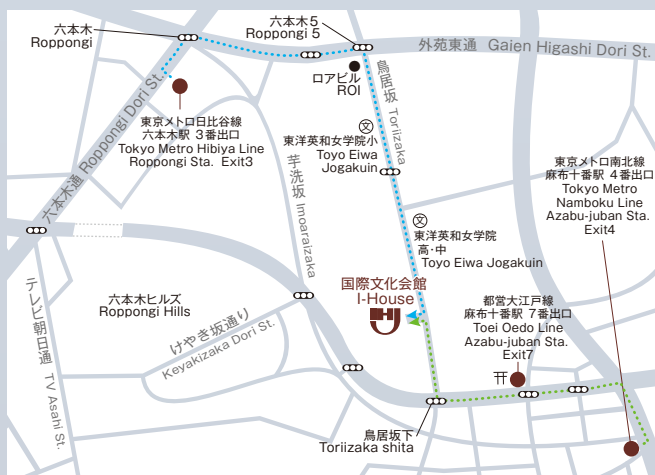 六本木
Roppongi
六本木5
Roppongi 5
外苑東通 Gaien Higashi Dori St.
ロアビル
ROI
鳥居坂 Toriizaka
六本木通 Roppongi Dori St.
東京メトロ日比谷線
六本木駅 3番出口
Tokyo Metro Hibiya Line
Roppongi Sta. Exit3
文
東洋英和女学院小
Toyo Eiwa
Jogakuin
芋洗坂 Imoaraizaka
東京メトロ南北線
麻布十番駅 4番出口
Tokyo Metro
Namboku Line
Azabu-juban Sta.
Exit4
文
東洋英和女学院
高・中
Toyo Eiwa Jogakuin
国際文化会館
I-House
テレビ朝日通 TV Asahi St.
六本木ヒルズ
Roppongi Hills
けやき坂通り
Keyakizaka Dori St.
都営大江戸線
麻布十番駅 7番出口
Toei Oedo Line
Azabu-juban Sta.
Exit7
鳥居坂下
Toriizaka shita